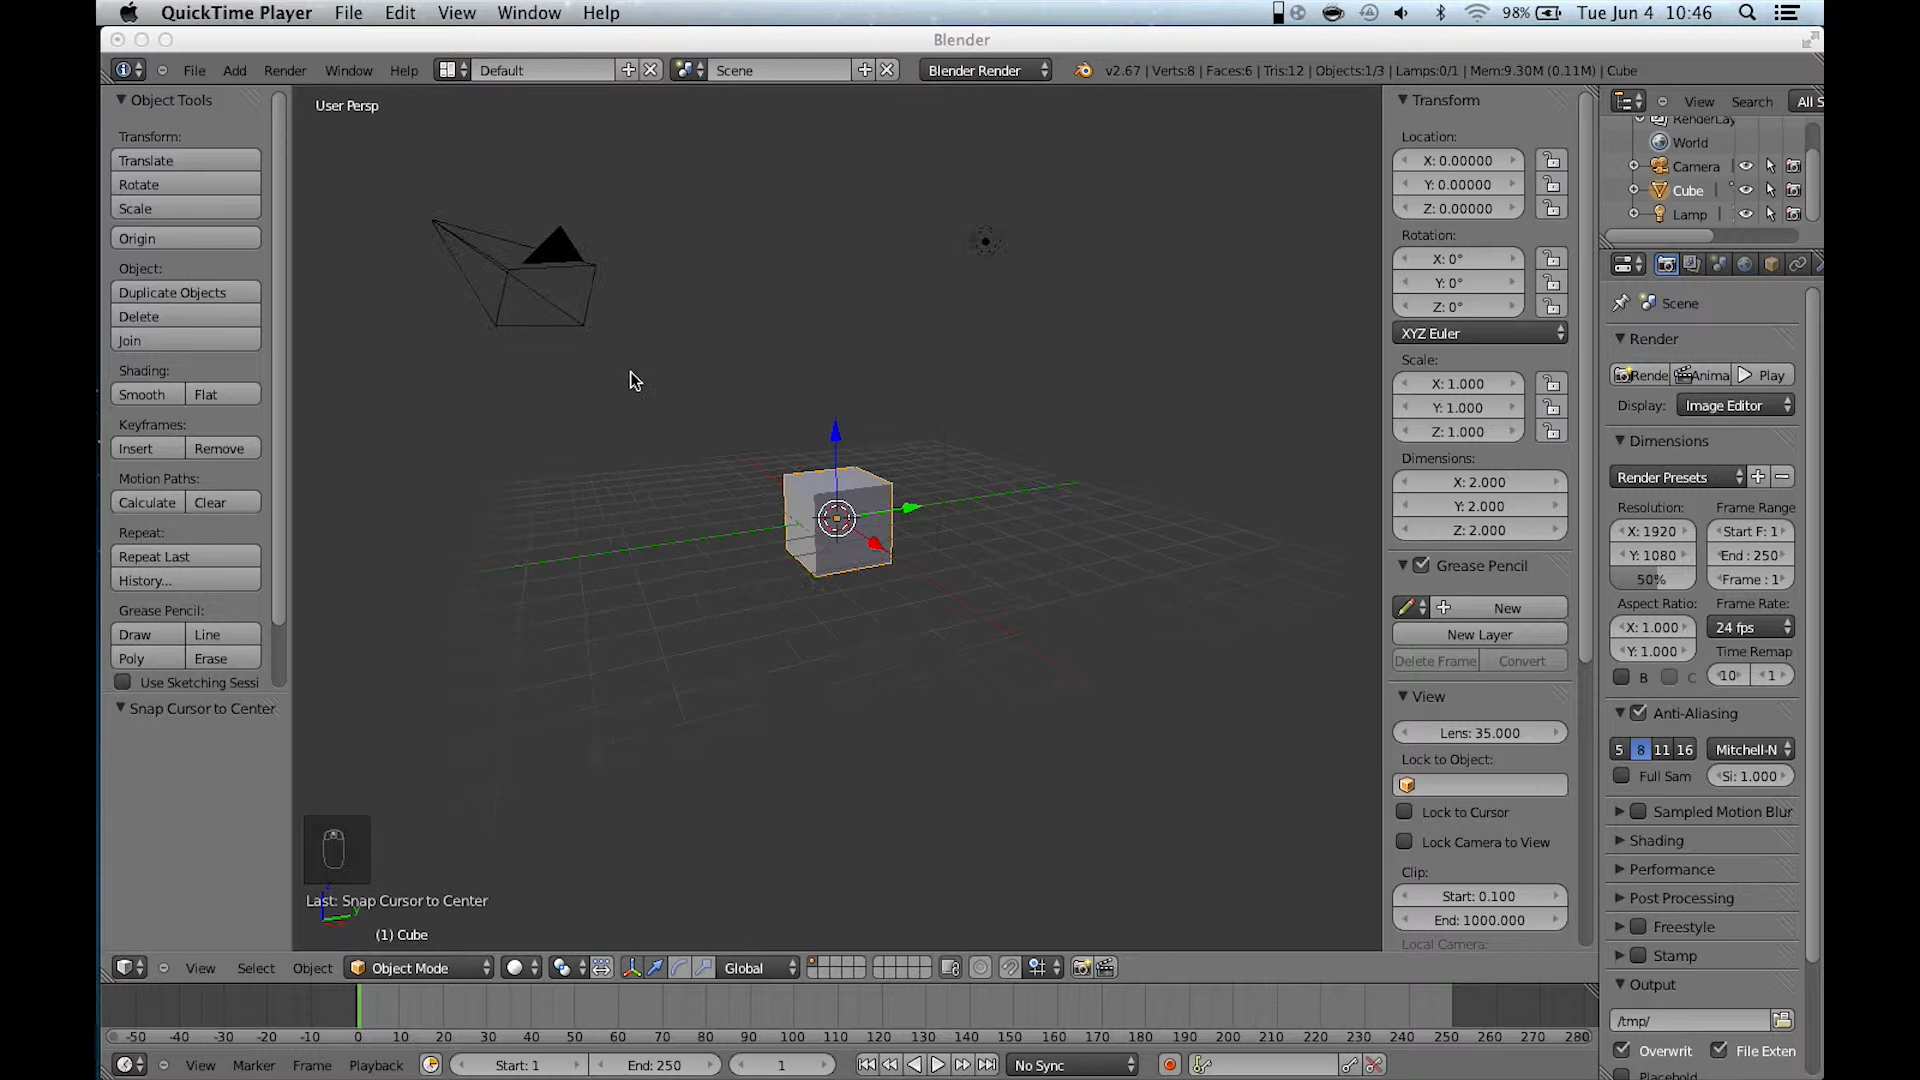 QuickTime Player File Edit View Window Help 98% Tue Jun 4 10:46
Blender
File Add Render Window Help Default Scene Blender Render v2.67 | Verts:8 | Faces:6 | Tris:12 | Objects:1/3 | Lamps:0/1 | Mem:9.30M (0.11M) | Cube
Object Tools
Transform:
Translate
Rotate
Scale
Origin
Object:
Duplicate Objects
Delete
Join
Shading:
Smooth Flat
Keyframes:
Insert Remove
Motion Paths:
Calculate Clear
Repeat:
Repeat Last
History...
Grease Pencil:
Draw Line
Poly Erase
Use Sketching Sessi
Snap Cursor to Center
User Persp
Last: Snap Cursor to Center
(1) Cube
Transform
Location:
X: 0.00000
Y: 0.00000
Z: 0.00000
Rotation:
X: 0°
Y: 0°
Z: 0°
XYZ Euler
Scale:
X: 1.000
Y: 1.000
Z: 1.000
Dimensions:
X: 2.000
Y: 2.000
Z: 2.000
Grease Pencil
New
New Layer
Delete Frame Convert
View
Lens: 35.000
Lock to Object:
Lock to Cursor
Lock Camera to View
Clip:
Start: 0.100
End: 1000.000
Local Camera:
View Search All S
RenderLay
World
Camera
Cube
Lamp
Scene
Render
Rende Anima Play
Display: Image Editor
Dimensions
Render Presets
Resolution: Frame Range
X: 1920 Start F: 1
Y: 1080 End : 250
50% Frame : 1
Aspect Ratio: Frame Rate:
X: 1.000 24 fps
Y: 1.000 Time Remap
B C 10 1
Anti-Aliasing
5 8 11 16 Mitchell-N
Full Sam Si: 1.000
Sampled Motion Blur
Shading
Performance
Post Processing
Freestyle
Stamp
Output
/tmp/
Overwrit File Exten
Placehold
View Select Object Object Mode Global
-50 -40 -30 -20 -10 0 10 20 30 40 50 60 70 80 90 100 110 120 130 140 150 160 170 180 190 200 210 220 230 240 250 260 270 280
View Marker Frame Playback Start: 1 End: 250 1 No Sync